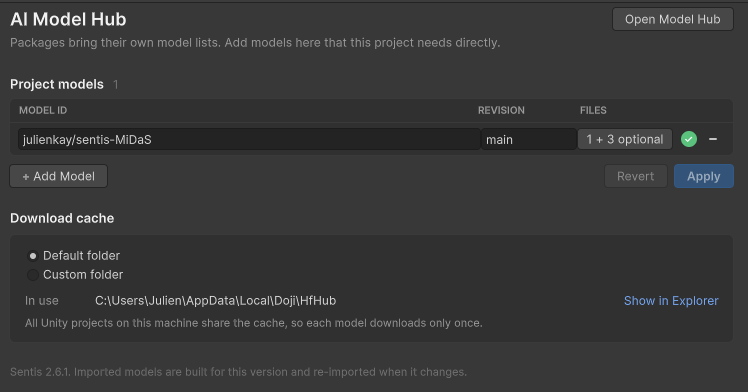 AI Model Hub
Open Model Hub
Packages bring their own model lists. Add models here that this project needs directly.
Project models 1
MODEL ID REVISION FILES
julienkay/sentis-MiDaS main 1 + 3 optional
+ Add Model Revert Apply
Download cache
Default folder
Custom folder
In use C:\Users\Julien\AppData\Local\Doji\HfHub Show in Explorer
All Unity projects on this machine share the cache, so each model downloads only once.
Sentis 2.6.1. Imported models are built for this version and re-imported when it changes.